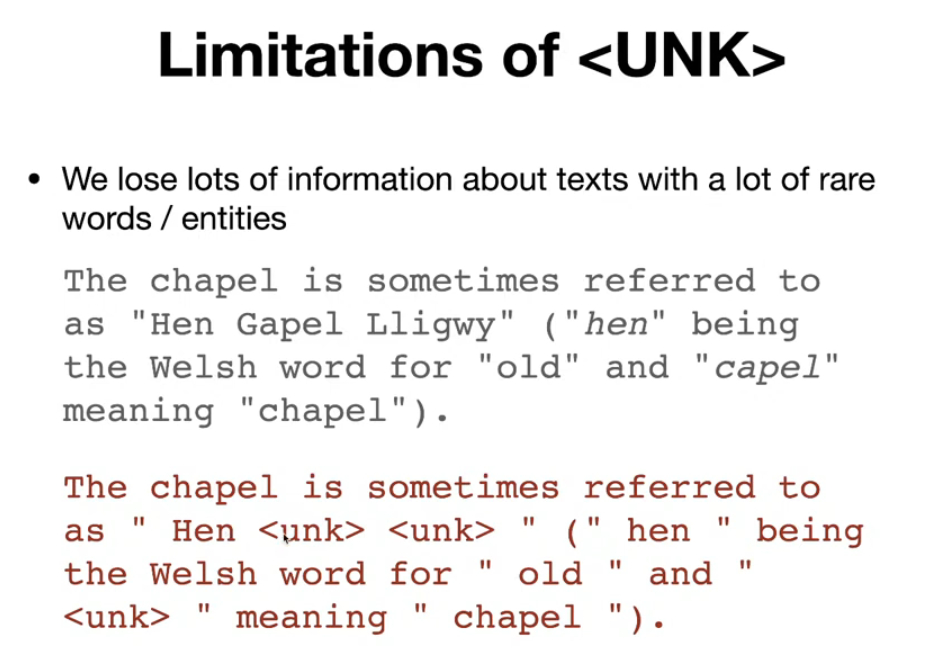 Limitations of <UNK>
• We lose lots of information about texts with a lot of rare
words / entities
The chapel is sometimes referred to
as "Hen Gapel Lligwy" ("hen" being
the Welsh word for "old" and "capel"
meaning "chapel").
The chapel is sometimes referred to
as " Hen <unk> <unk> " (" hen " being
the Welsh word for " old " and "
<unk> " meaning " chapel ").